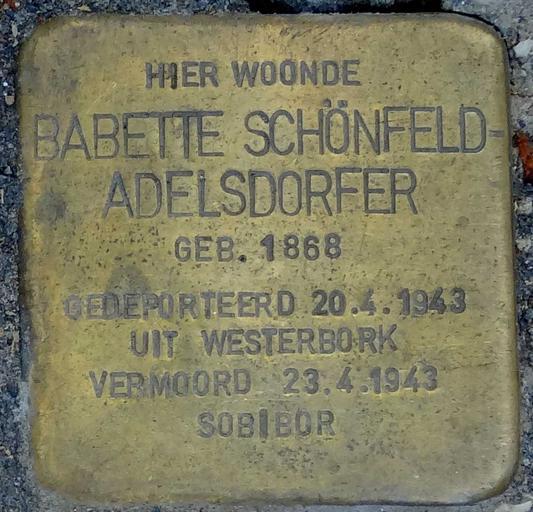 HIER WOONDE
BABETTE SCHÖNFELD-
ADELSDORFER
GEB. 1868
GEDEPORTEERD 20.4.1943
UIT WESTERBORK
VERMOORD 23.4.1943
SOBIBOR